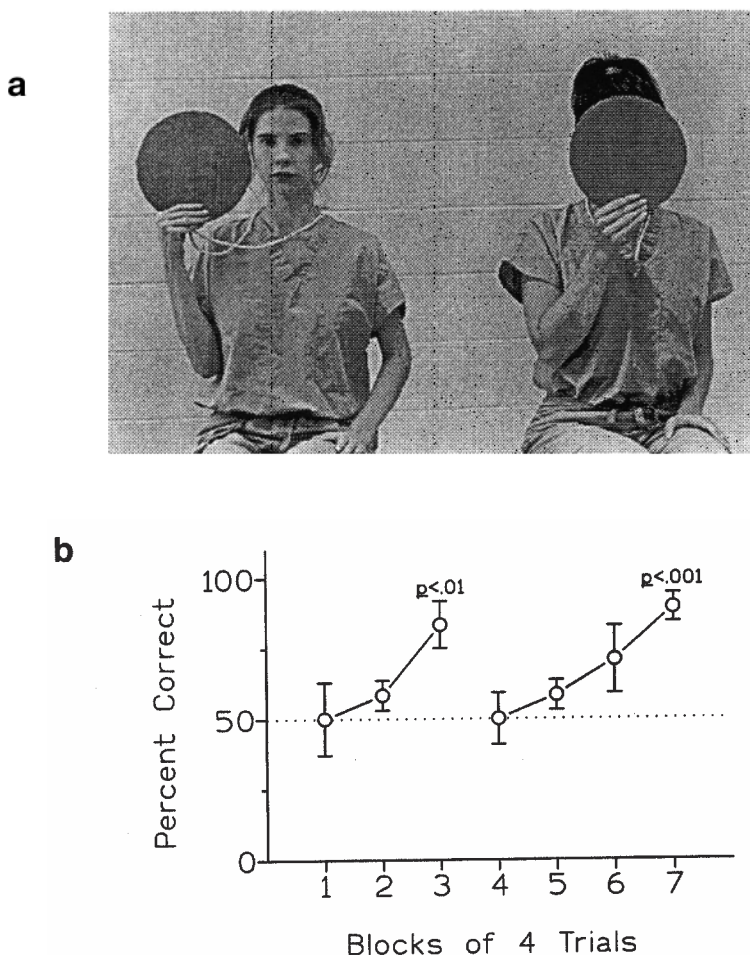 a
b
p<.01
p<.001
100
50
0
Percent Correct
1 2 3 4 5 6 7
Blocks of 4 Trials